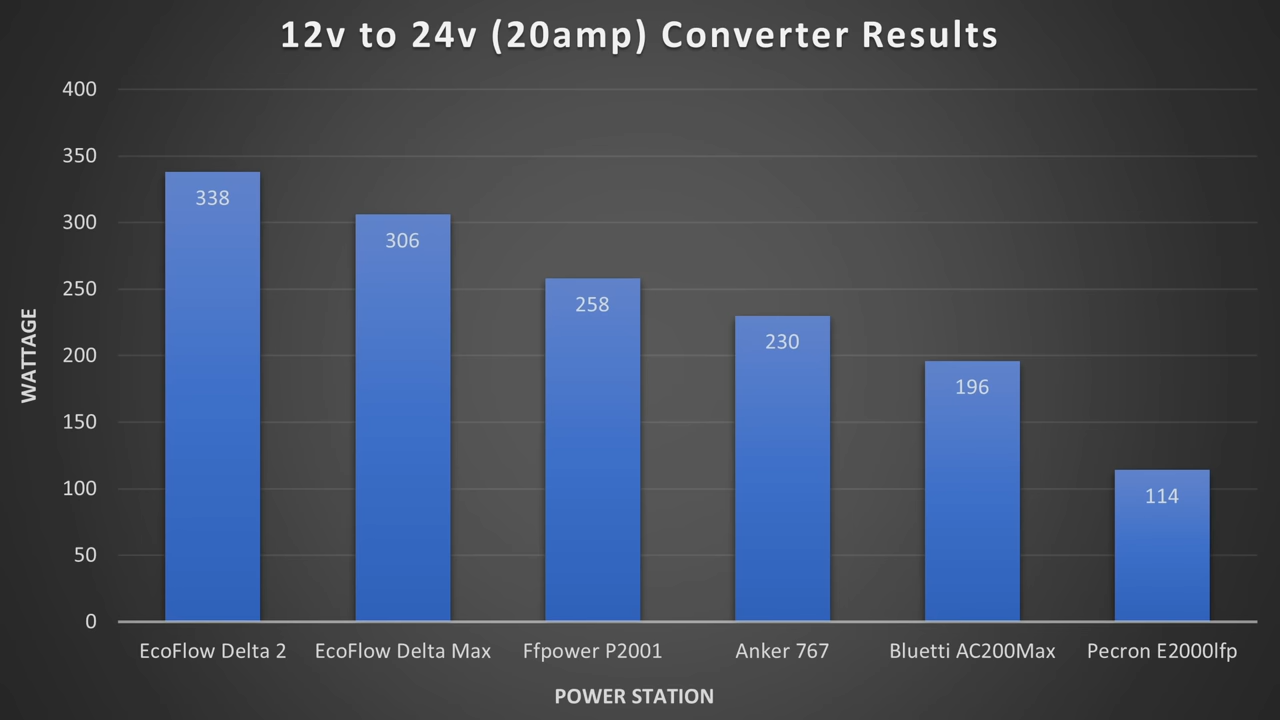 12v to 24v (20amp) Converter Results
400
350
300
250
200
150
100
50
0
WATTAGE
338
306
258
230
196
114
EcoFlow Delta 2
EcoFlow Delta Max
Ffpower P2001
Anker 767
Bluetti AC200Max
Pecron E2000lfp
POWER STATION